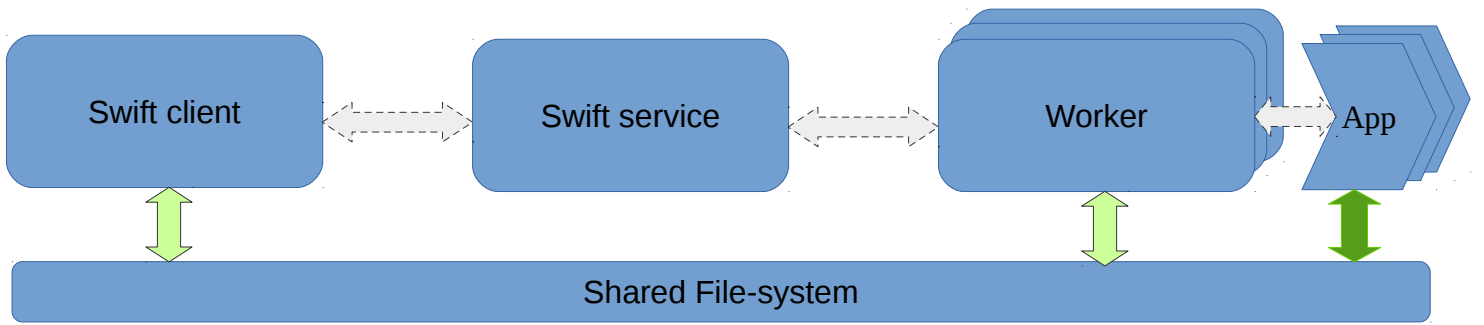 Swift client
Swift service
Worker
App
Shared File-system